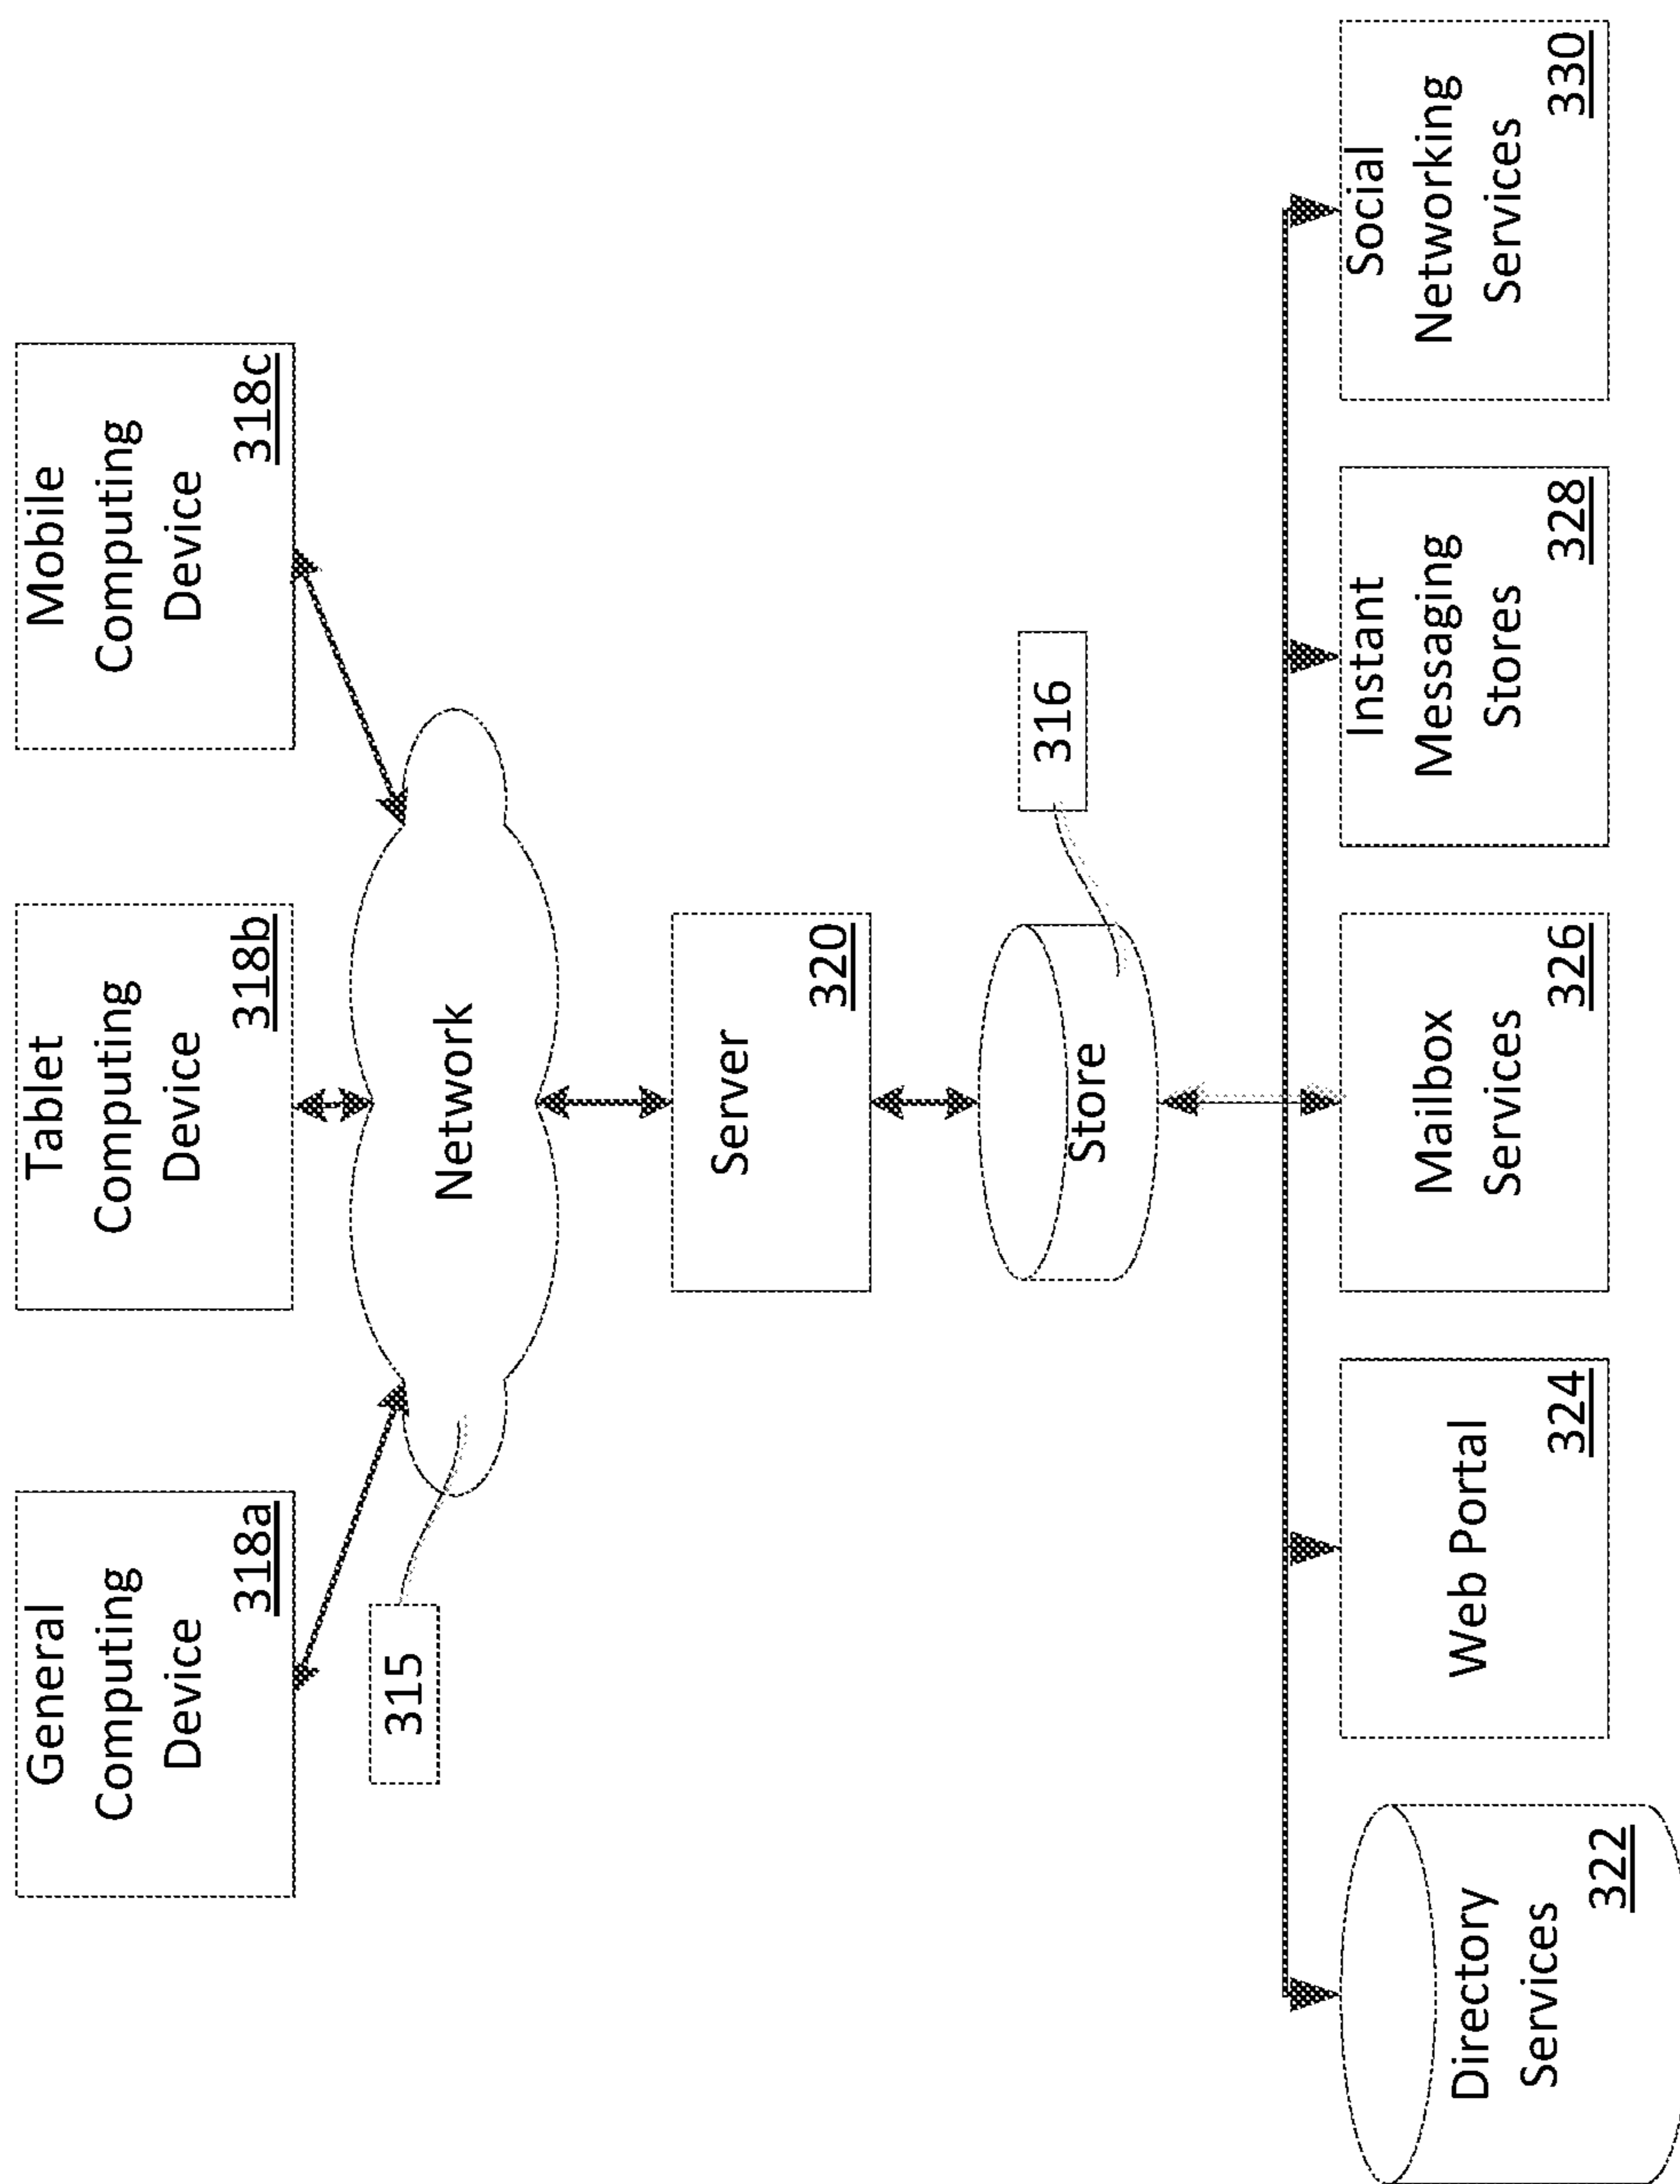 General
Computing
Device
318a
Tablet
Computing
Device
318b
Mobile
Computing
Device
318c
315
Network
Server
320
Store
316
Directory
Services
322
Web Portal
324
Mailbox
Services
326
Instant
Messaging
Stores
328
Social
Networking
Services
330